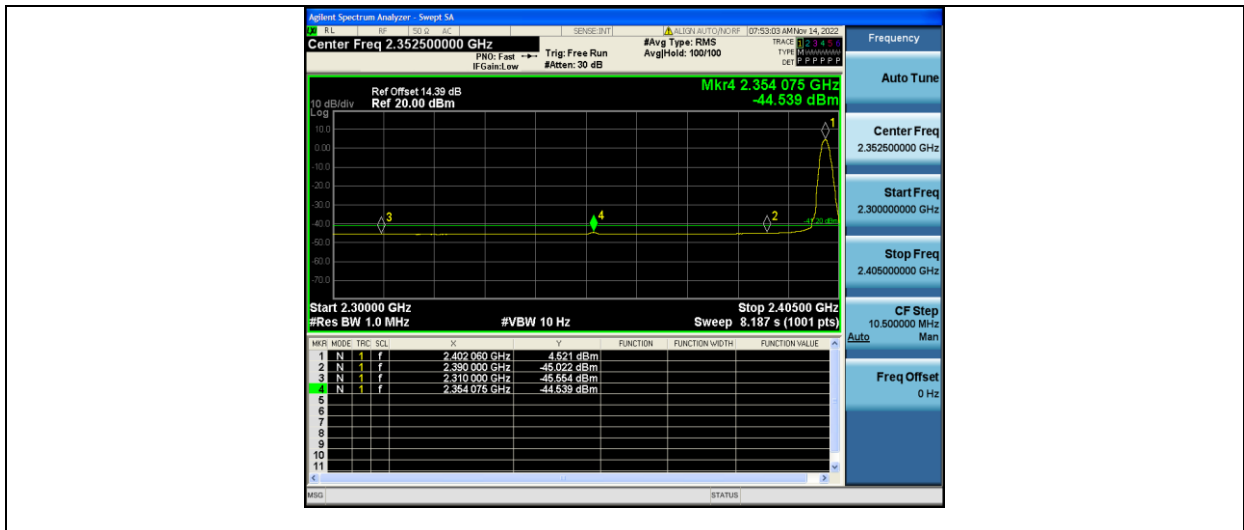 Agilent Spectrum Analyzer - Swept SA
RL RF 50 Ω AC SENSE:INT ALIGN AUTO/NO RF 07:53:03 AM Nov 14, 2022
Center Freq 2.352500000 GHz
PNO: Fast
IFGain:Low
Trig: Free Run
#Atten: 30 dB
#Avg Type: RMS
Avg|Hold: 100/100
TRACE 1 2 3 4 5 6
TYPE M
DET P P P P P P
Frequency
Auto Tune
Center Freq
2.352500000 GHz
Start Freq
2.300000000 GHz
Stop Freq
2.405000000 GHz
CF Step
10.500000 MHz
Auto Man
Freq Offset
0 Hz
Mkr4 2.354 075 GHz
-44.539 dBm
Ref Offset 14.39 dB
10 dB/div Ref 20.00 dBm
Log
10.0
0.00
-10.0
-20.0
-30.0
-40.0
-50.0
-60.0
-70.0
1
2
3
4
-41.20 dBm
Start 2.30000 GHz Stop 2.40500 GHz
#Res BW 1.0 MHz #VBW 10 Hz Sweep 8.187 s (1001 pts)
MKR MODE TRC SCL X Y FUNCTION FUNCTION WIDTH FUNCTION VALUE
1 N 1 f 2.402 060 GHz 4.521 dBm
2 N 1 f 2.390 000 GHz -45.022 dBm
3 N 1 f 2.310 000 GHz -45.554 dBm
4 N 1 f 2.354 075 GHz -44.539 dBm
5
6
7
8
9
10
11
MSG STATUS